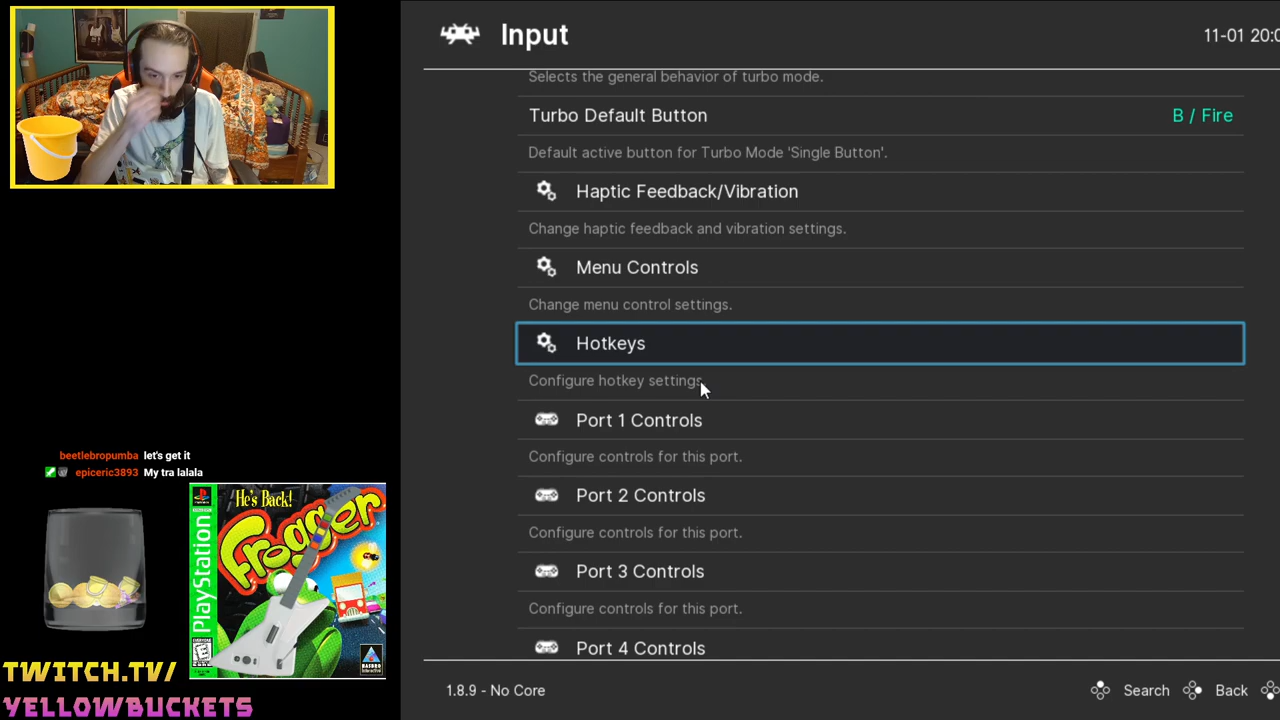 Input
11-01 20:0
Selects the general behavior of turbo mode.
Turbo Default Button
B / Fire
Default active button for Turbo Mode 'Single Button'.
Haptic Feedback/Vibration
Change haptic feedback and vibration settings.
Menu Controls
Change menu control settings.
Hotkeys
Configure hotkey settings.
Port 1 Controls
Configure controls for this port.
Port 2 Controls
Configure controls for this port.
Port 3 Controls
Configure controls for this port.
Port 4 Controls
1.8.9 - No Core
Search
Back
beetlebropumba let's get it
epiceric3893 My tra lalala
He's Back!
Frogger
PlayStation
TWITCH.TV/
YELLOWBUCKETS